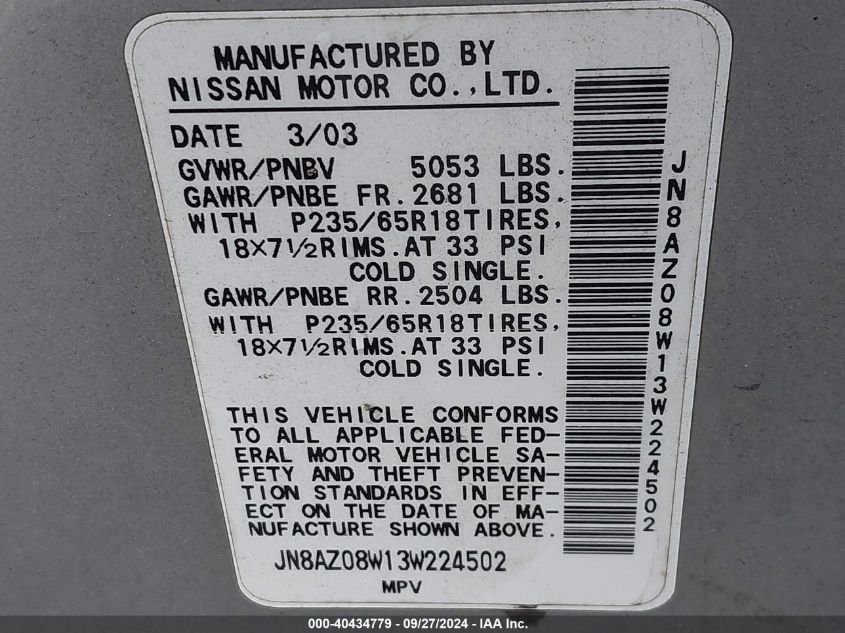 MANUFACTURED BY
NISSAN MOTOR CO.,LTD.
DATE 3/03
GVWR/PNBV 5053 LBS.
GAWR/PNBE FR.2681 LBS.
WITH P235/65R18TIRES,
18×7½RIMS.AT 33 PSI
COLD SINGLE.
GAWR/PNBE RR.2504 LBS.
WITH P235/65R18TIRES,
18×7½RIMS.AT 33 PSI
COLD SINGLE.
THIS VEHICLE CONFORMS
TO ALL APPLICABLE FED-
ERAL MOTOR VEHICLE SA-
FETY AND THEFT PREVEN-
TION STANDARDS IN EFF-
ECT ON THE DATE OF MA-
NUFACTURE SHOWN ABOVE.
JN8AZ08W13W224502
MPV
JN8AZ08W13W224502
000-40434779 - 09/27/2024 - IAA Inc.